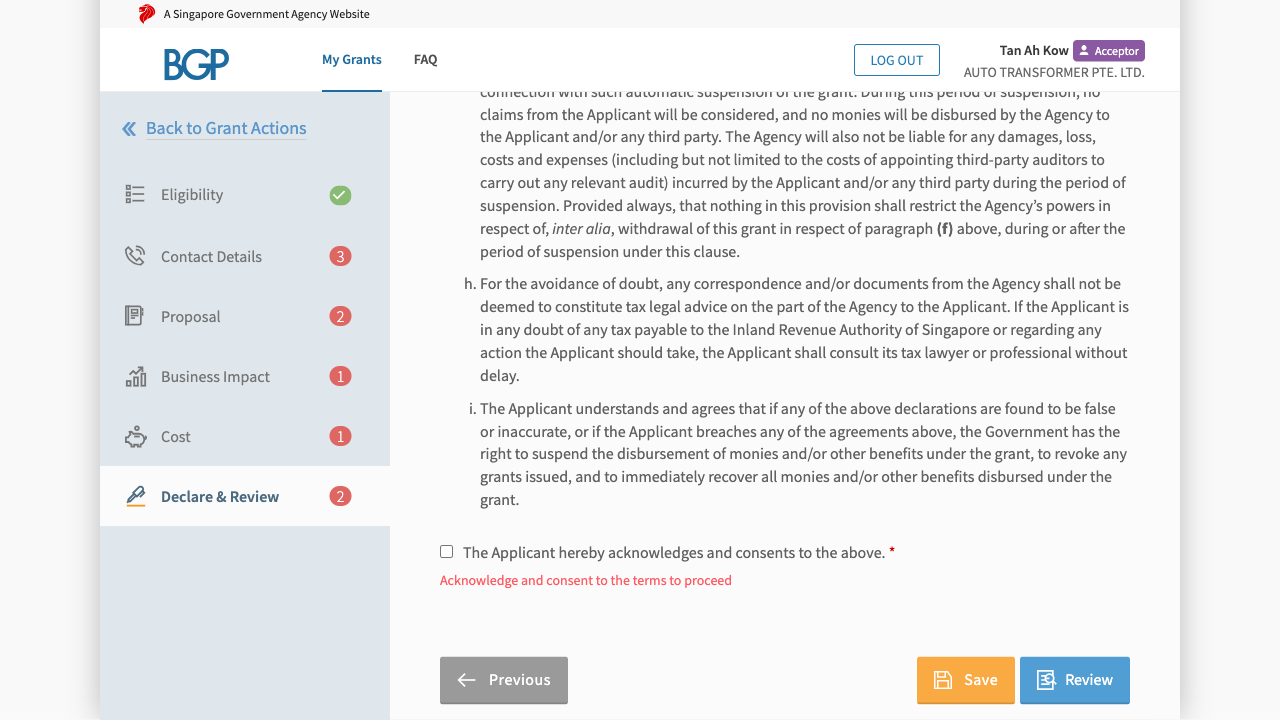 A Singapore Government Agency Website
BGP
My Grants
FAQ
LOG OUT
Tan Ah Kow
Acceptor
AUTO TRANSFORMER PTE. LTD.
Back to Grant Actions
Eligibility
Contact Details 3
Proposal 2
Business Impact 1
Cost 1
Declare & Review 2
connection with such automatic suspension of the grant. During this period of suspension, no
claims from the Applicant will be considered, and no monies will be disbursed by the Agency to
the Applicant and/or any third party. The Agency will also not be liable for any damages, loss,
costs and expenses (including but not limited to the costs of appointing third-party auditors to
carry out any relevant audit) incurred by the Applicant and/or any third party during the period of
suspension. Provided always, that nothing in this provision shall restrict the Agency’s powers in
respect of, inter alia, withdrawal of this grant in respect of paragraph (f) above, during or after the
period of suspension under this clause.
h. For the avoidance of doubt, any correspondence and/or documents from the Agency shall not be
deemed to constitute tax legal advice on the part of the Agency to the Applicant. If the Applicant is
in any doubt of any tax payable to the Inland Revenue Authority of Singapore or regarding any
action the Applicant should take, the Applicant shall consult its tax lawyer or professional without
delay.
i. The Applicant understands and agrees that if any of the above declarations are found to be false
or inaccurate, or if the Applicant breaches any of the agreements above, the Government has the
right to suspend the disbursement of monies and/or other benefits under the grant, to revoke any
grants issued, and to immediately recover all monies and/or other benefits disbursed under the
grant.
The Applicant hereby acknowledges and consents to the above. *
Acknowledge and consent to the terms to proceed
Previous
Save
Review